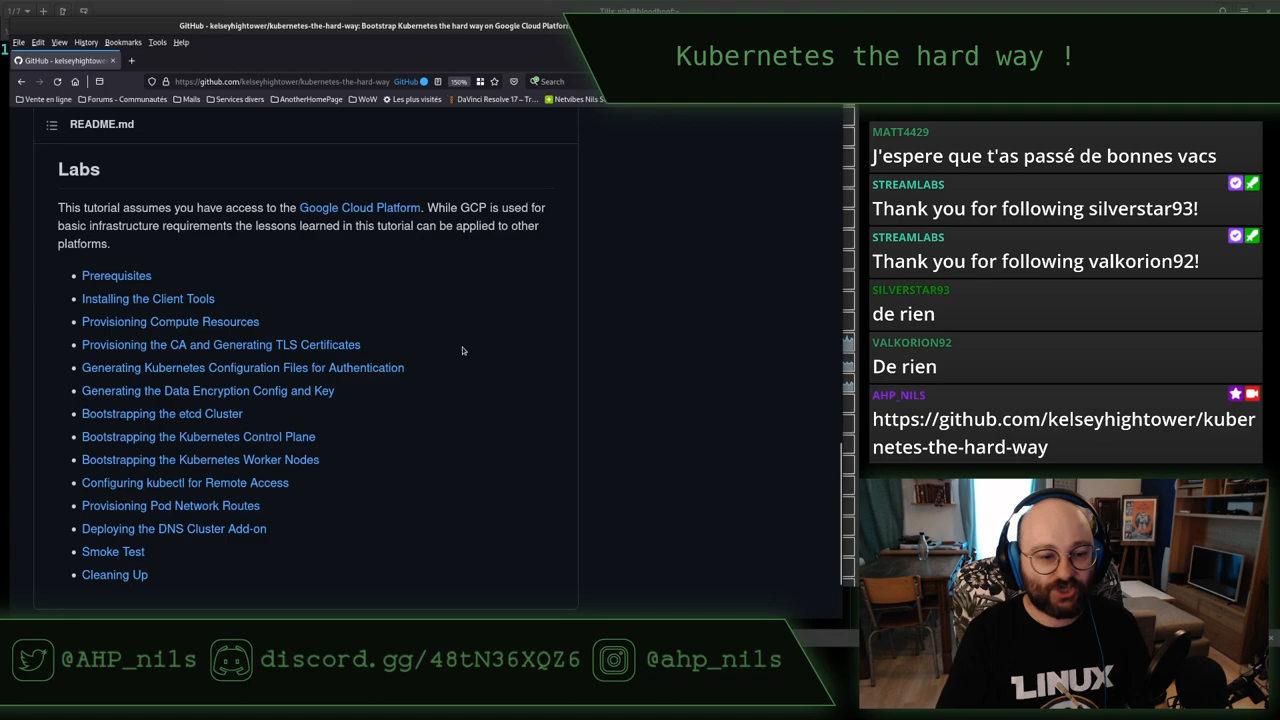 1/7
Tilix: nils@bloodhoof:~
GitHub - kelseyhightower/kubernetes-the-hard-way: Bootstrap Kubernetes the hard way on Google Cloud Platform
File Edit View History Bookmarks Tools Help
1
GitHub - kelseyhightower
https://github.com/kelseyhightower/kubernetes-the-hard-way GitHub 150% Search
Vente en ligne Forums - Communautés Mails Services divers AnotherHomePage WoW Les plus visités DaVinci Resolve 17 – Tr... Netvibes Nils
Kubernetes the hard way !
README.md
Labs
This tutorial assumes you have access to the Google Cloud Platform. While GCP is used for
basic infrastructure requirements the lessons learned in this tutorial can be applied to other
platforms.
Prerequisites
Installing the Client Tools
Provisioning Compute Resources
Provisioning the CA and Generating TLS Certificates
Generating Kubernetes Configuration Files for Authentication
Generating the Data Encryption Config and Key
Bootstrapping the etcd Cluster
Bootstrapping the Kubernetes Control Plane
Bootstrapping the Kubernetes Worker Nodes
Configuring kubectl for Remote Access
Provisioning Pod Network Routes
Deploying the DNS Cluster Add-on
Smoke Test
Cleaning Up
MATT4429
J'espere que t'as passé de bonnes vacs
STREAMLABS
Thank you for following silverstar93!
STREAMLABS
Thank you for following valkorion92!
SILVERSTAR93
de rien
VALKORION92
De rien
AHP_NILS
https://github.com/kelseyhightower/kuber
netes-the-hard-way
LINUX
@AHP_nils discord.gg/48tN36XQZ6 @ahp_nils